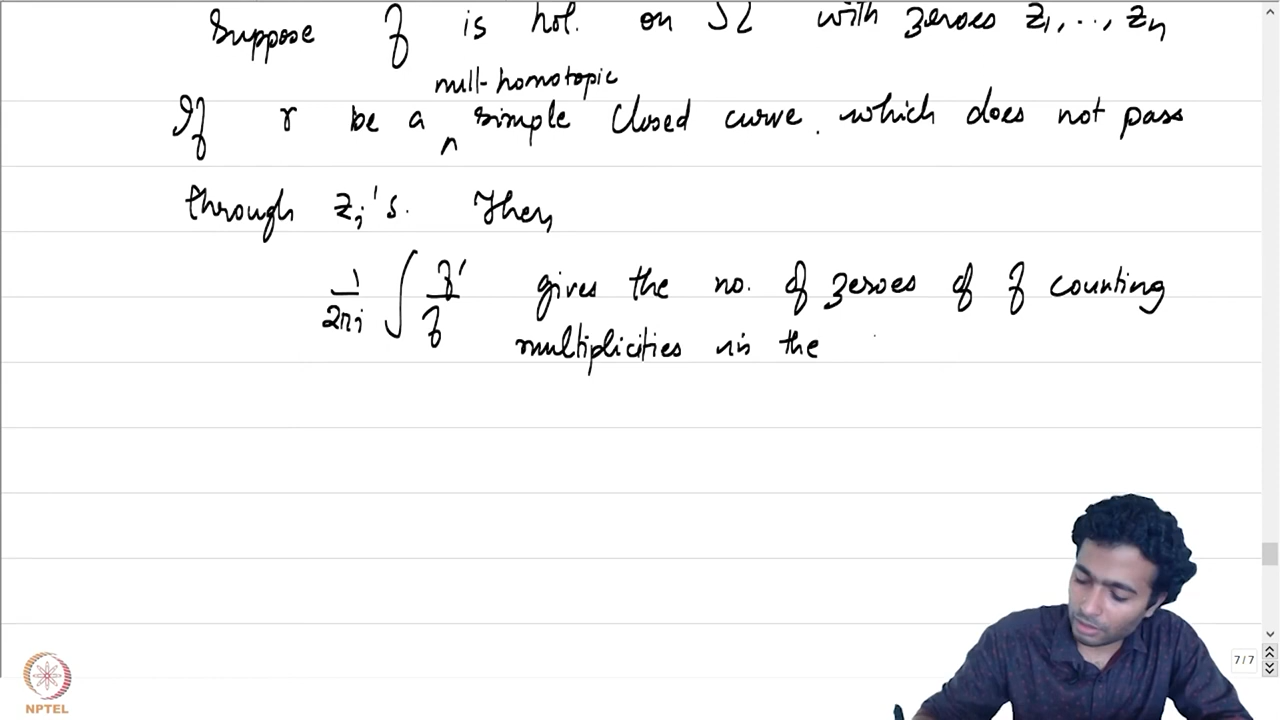 Suppose f is hol. on Ω with zeroes z₁, .., zₙ
null-homotopic
If γ be a ^ simple closed curve. which does not pass
through zᵢ's. Then,
1/2πi ∫ f'/f gives the no. of zeroes of f counting
multiplicities in the
7/7
NPTEL